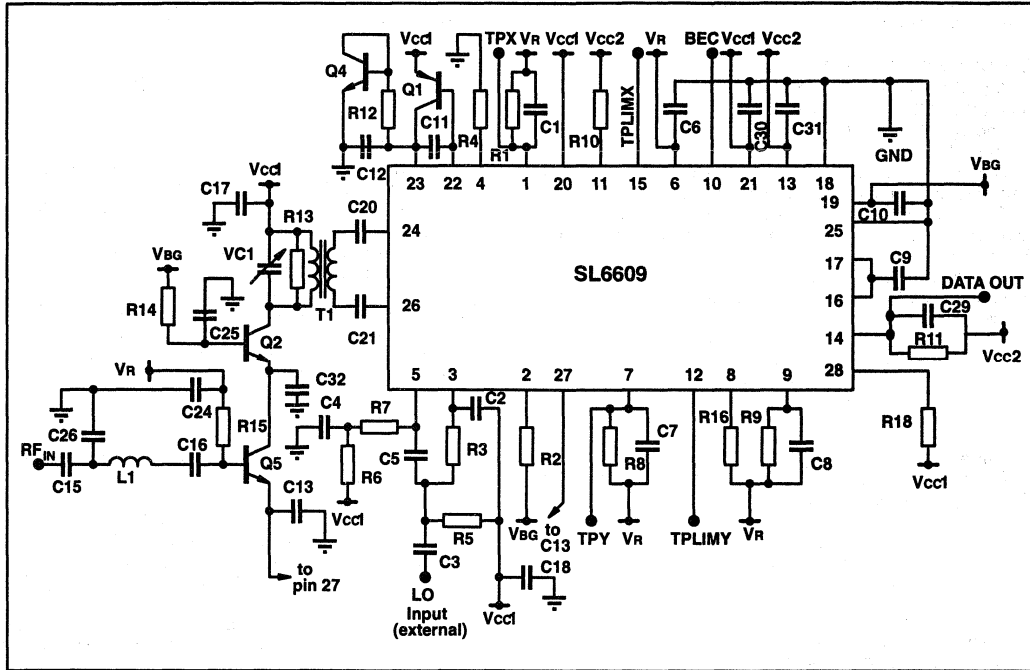 VCC1 TPX VR VCC1 VCC2 VR BEC VCC1 VCC2
Q4 Q1
R12 C11 R4 R1 C1 R10 TPLIMX C6 C30 C31
GND
C12
23 22 4 1 20 11 15 6 10 21 13 18
VBG
VCC1
C17
19
C10
R13 C20
25
24
VC1
C9
17
SL6609
DATA OUT
VBG
16
26
C29
R14
T1
14
C25 C21
R11
Q2
VCC2
28
VR
5 3 2 27 7 12 8 9
C32
C4 R7 C2
C24
R18
R15
C26 C16 C5 R3 R2 R8 C7 R16 R9 C8
RFIN
Q5
R6
C15 L1
C13
VCC1
VCC1
R5
VBG to C13 TPY VR TPLIMY VR
C3
C18
to
pin 27
LO
Input
(external)
VCC1